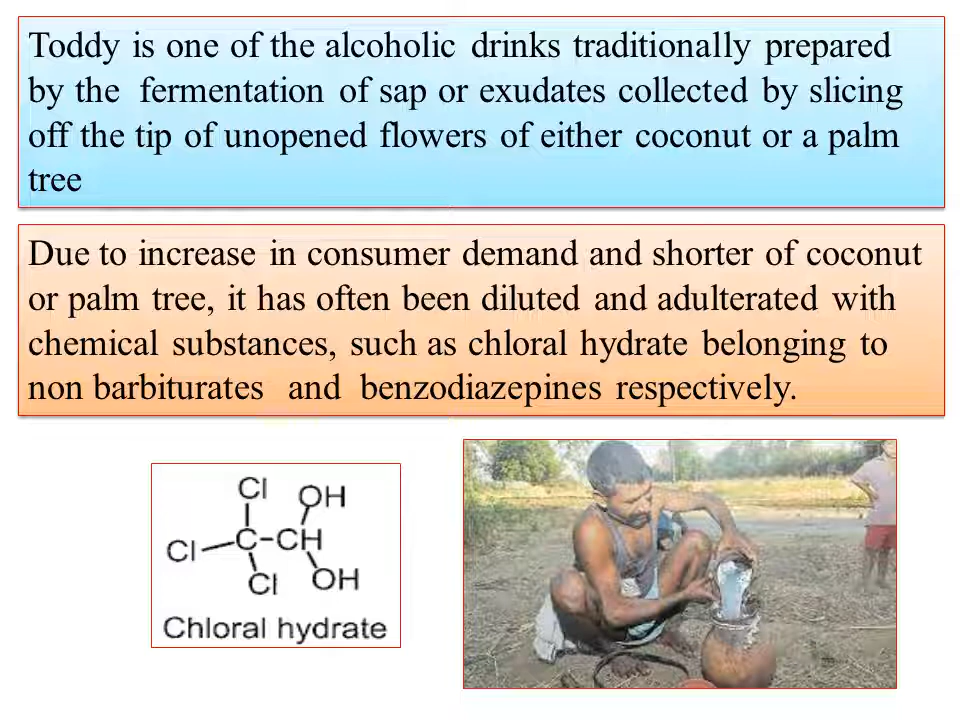 Toddy is one of the alcoholic drinks traditionally prepared
by the fermentation of sap or exudates collected by slicing
off the tip of unopened flowers of either coconut or a palm
tree
Due to increase in consumer demand and shorter of coconut
or palm tree, it has often been diluted and adulterated with
chemical substances, such as chloral hydrate belonging to
non barbiturates and benzodiazepines respectively.
Cl OH
Cl C-CH
Cl OH
Chloral hydrate